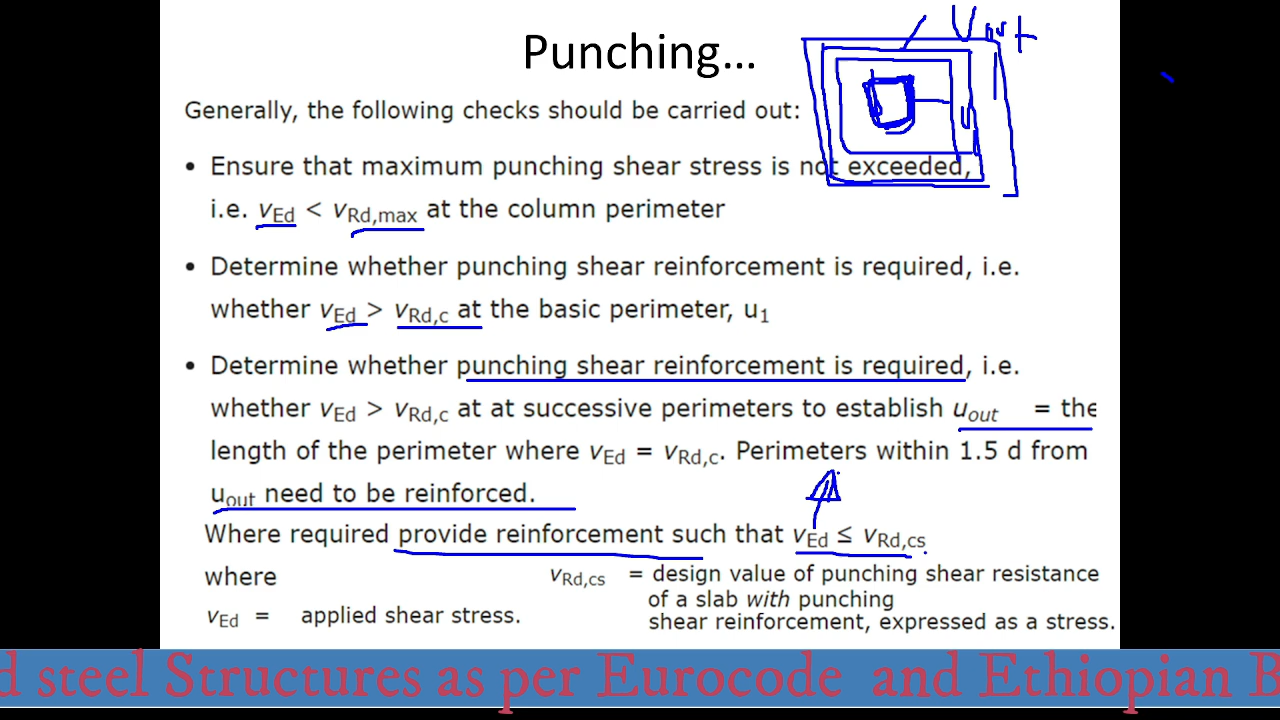 Punching...
Uout
Generally, the following checks should be carried out:
• Ensure that maximum punching shear stress is not exceeded,
i.e. vEd < vRd,max at the column perimeter
• Determine whether punching shear reinforcement is required, i.e.
whether vEd > vRd,c at the basic perimeter, u1
• Determine whether punching shear reinforcement is required, i.e.
whether vEd > vRd,c at at successive perimeters to establish uout = the
length of the perimeter where vEd = vRd,c. Perimeters within 1.5 d from
uout need to be reinforced.
Where required provide reinforcement such that vEd ≤ vRd,cs
where vRd,cs = design value of punching shear resistance
of a slab with punching
vEd = applied shear stress. shear reinforcement, expressed as a stress.
d steel Structures as per Eurocode and Ethiopian B